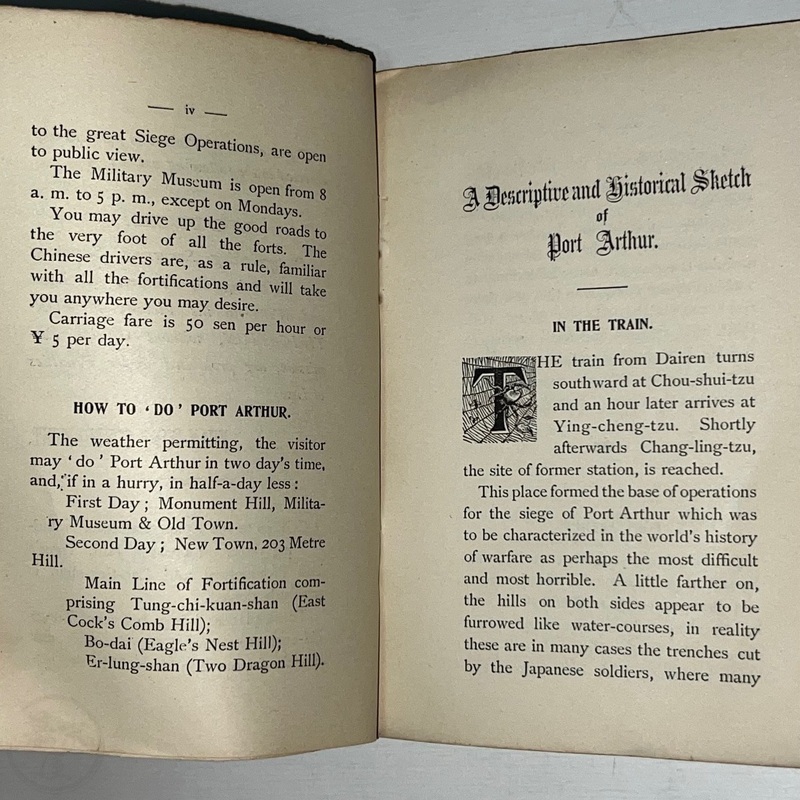 — iv —
to the great Siege Operations, are open
to public view.
The Military Museum is open from 8
a. m. to 5 p. m., except on Mondays.
You may drive up the good roads to
the very foot of all the forts. The
Chinese drivers are, as a rule, familiar
with all the fortifications and will take
you anywhere you may desire.
Carriage fare is 50 sen per hour or
¥ 5 per day.
HOW TO ‘DO’ PORT ARTHUR.
The weather permitting, the visitor
may ‘do’ Port Arthur in two day's time,
and, if in a hurry, in half-a-day less:
First Day; Monument Hill, Milita-
ry Museum & Old Town.
Second Day; New Town, 203 Metre
Hill.
Main Line of Fortification com-
prising Tung-chi-kuan-shan (East
Cock's Comb Hill);
Bo-dai (Eagle's Nest Hill);
Er-lung-shan (Two Dragon Hill).
A Descriptive and Historical Sketch
of
Port Arthur.
IN THE TRAIN.
THE train from Dairen turns
southward at Chou-shui-tzu
and an hour later arrives at
Ying-cheng-tzu. Shortly
afterwards Chang-ling-tzu,
the site of former station, is reached.
This place formed the base of operations
for the siege of Port Arthur which was
to be characterized in the world's history
of warfare as perhaps the most difficult
and most horrible. A little farther on,
the hills on both sides appear to be
furrowed like water-courses, in reality
these are in many cases the trenches cut
by the Japanese soldiers, where many